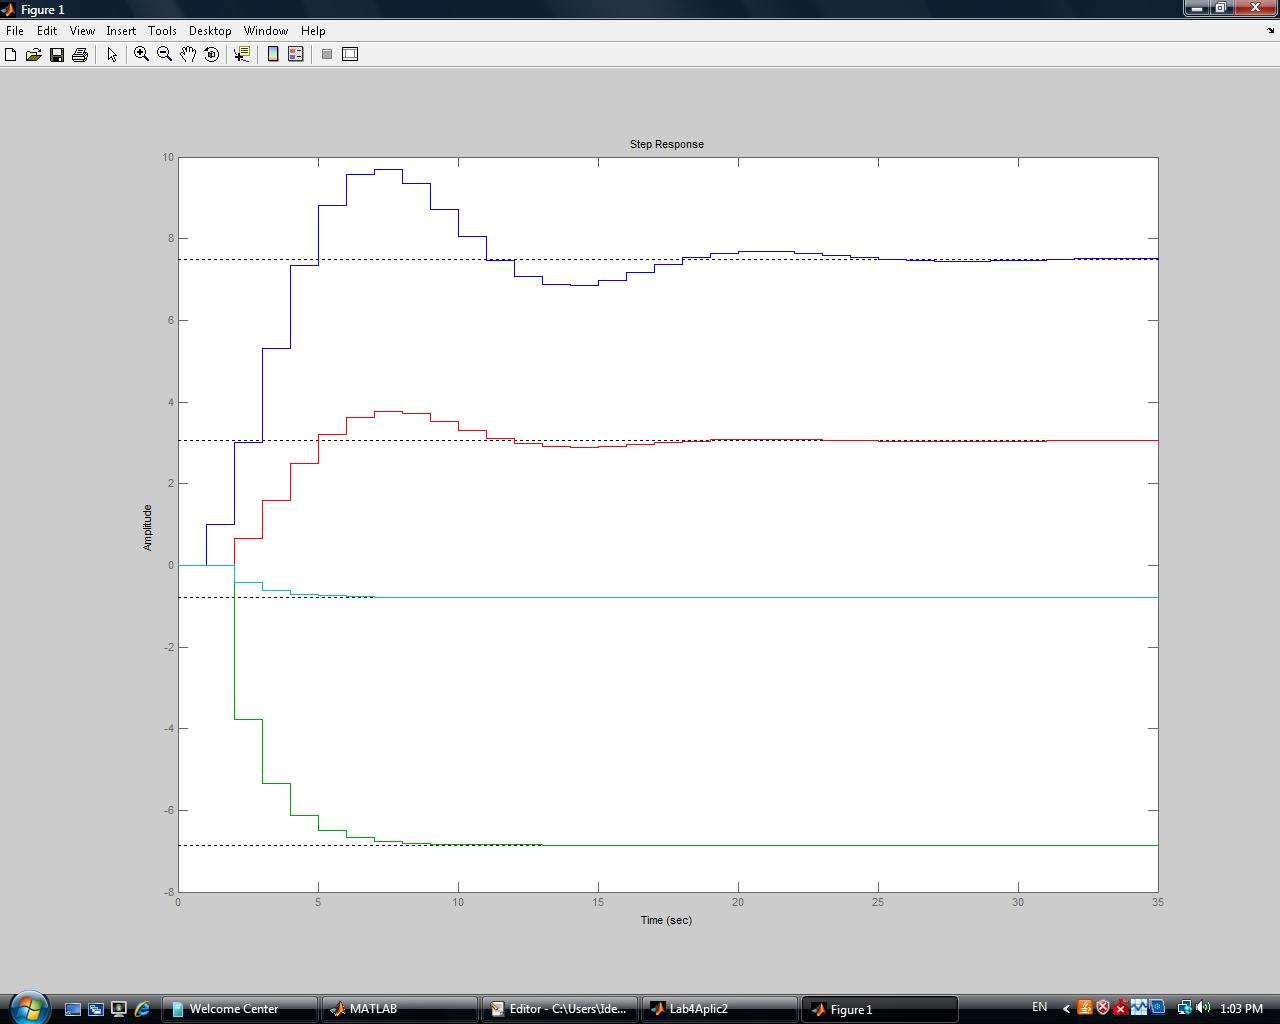 Figure 1
File Edit View Insert Tools Desktop Window Help
Step Response
10
8
6
4
2
0
-2
-4
-6
-8
Amplitude
0 5 10 15 20 25 30 35
Time (sec)
Welcome Center MATLAB Editor - C:\Users\Ide... Lab4Aplic2 Figure 1 EN 1:03 PM